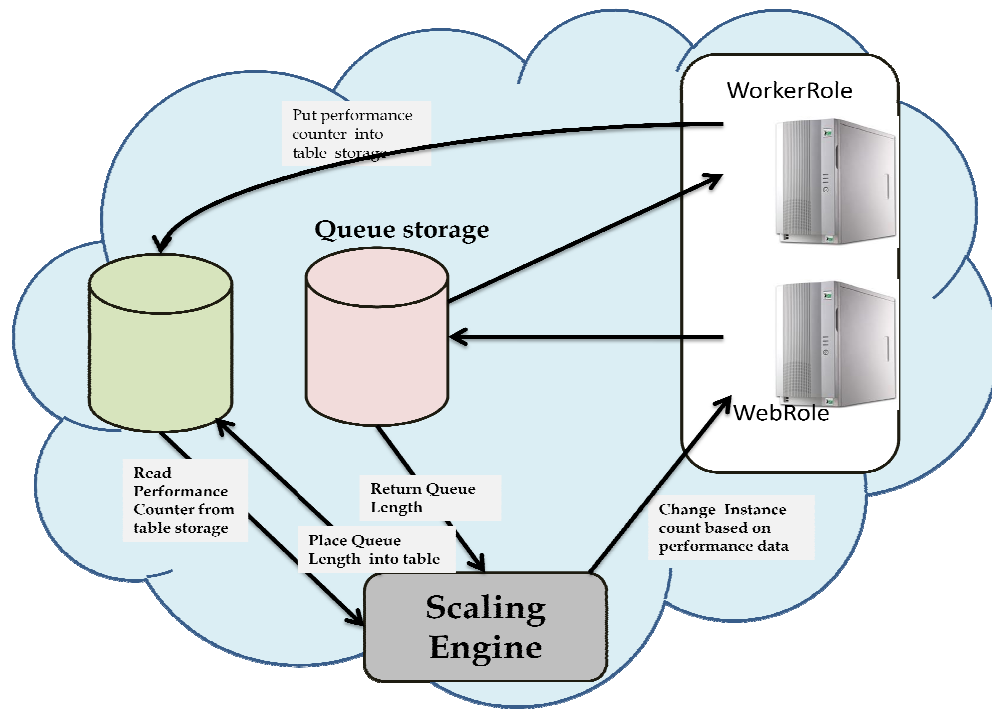 WorkerRole
Put performance
counter into
table storage
Queue storage
WebRole
Read
Performance
Counter from
table storage
Return Queue
Length
Place Queue
Length into table
Change Instance
count based on
performance data
Scaling
Engine